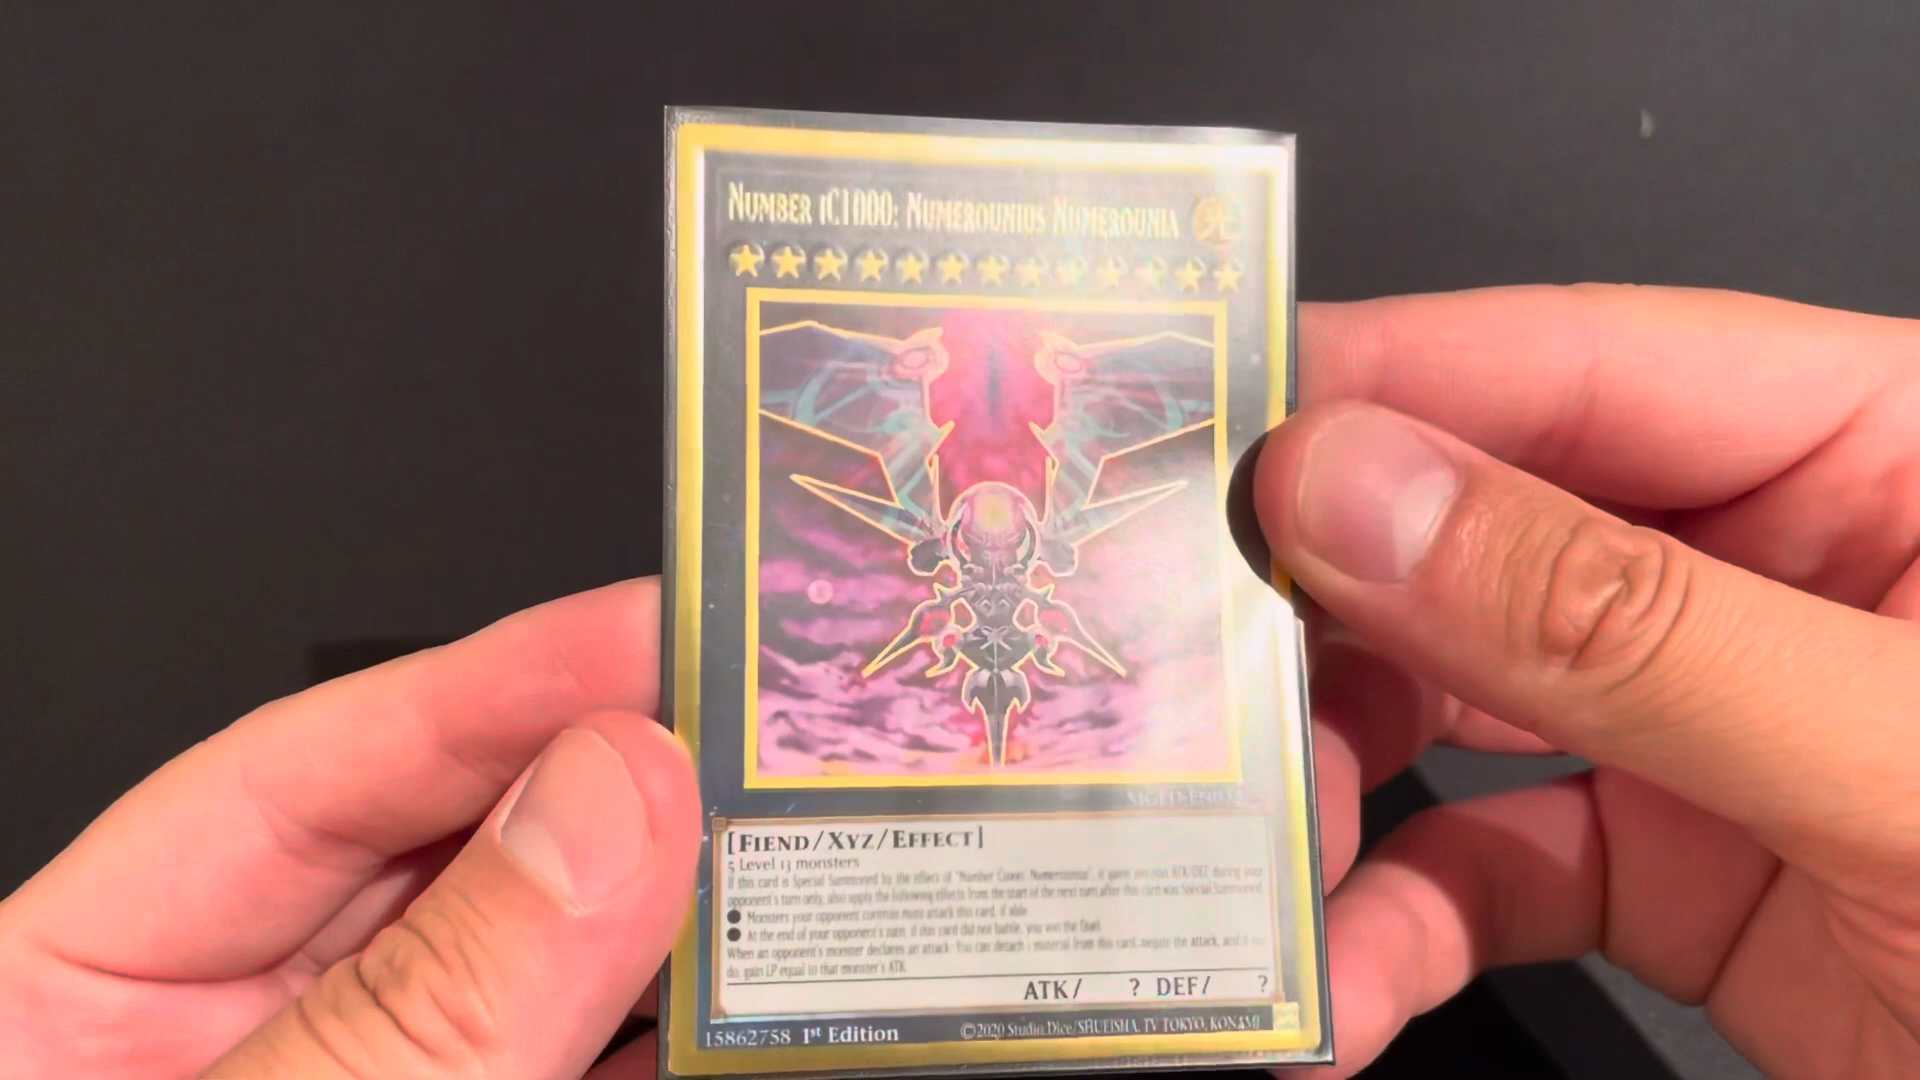 NUMBER iC1000: NUMEROUNIUS NUMEROUNIA
光
[FIEND/XYZ/EFFECT]
5 Level 13 monsters
If this card is Special Summoned by the effect of "Number C1000: Numerounius", it gains 100,000 ATK/DEF during your
opponent's turn only, also apply the following effects from the start of the next turn after this card was Special Summoned.
● Monsters your opponent controls must attack this card, if able.
● At the end of your opponent's turn, if this card did not battle, you win the Duel.
When an opponent's monster declares an attack: You can detach 1 material from this card; negate the attack, and if you
do, gain LP equal to that monster's ATK.
ATK/ ? DEF/ ?
15862758 1st Edition ©2020 Studio Dice/SHUEISHA, TV TOKYO, KONAMI